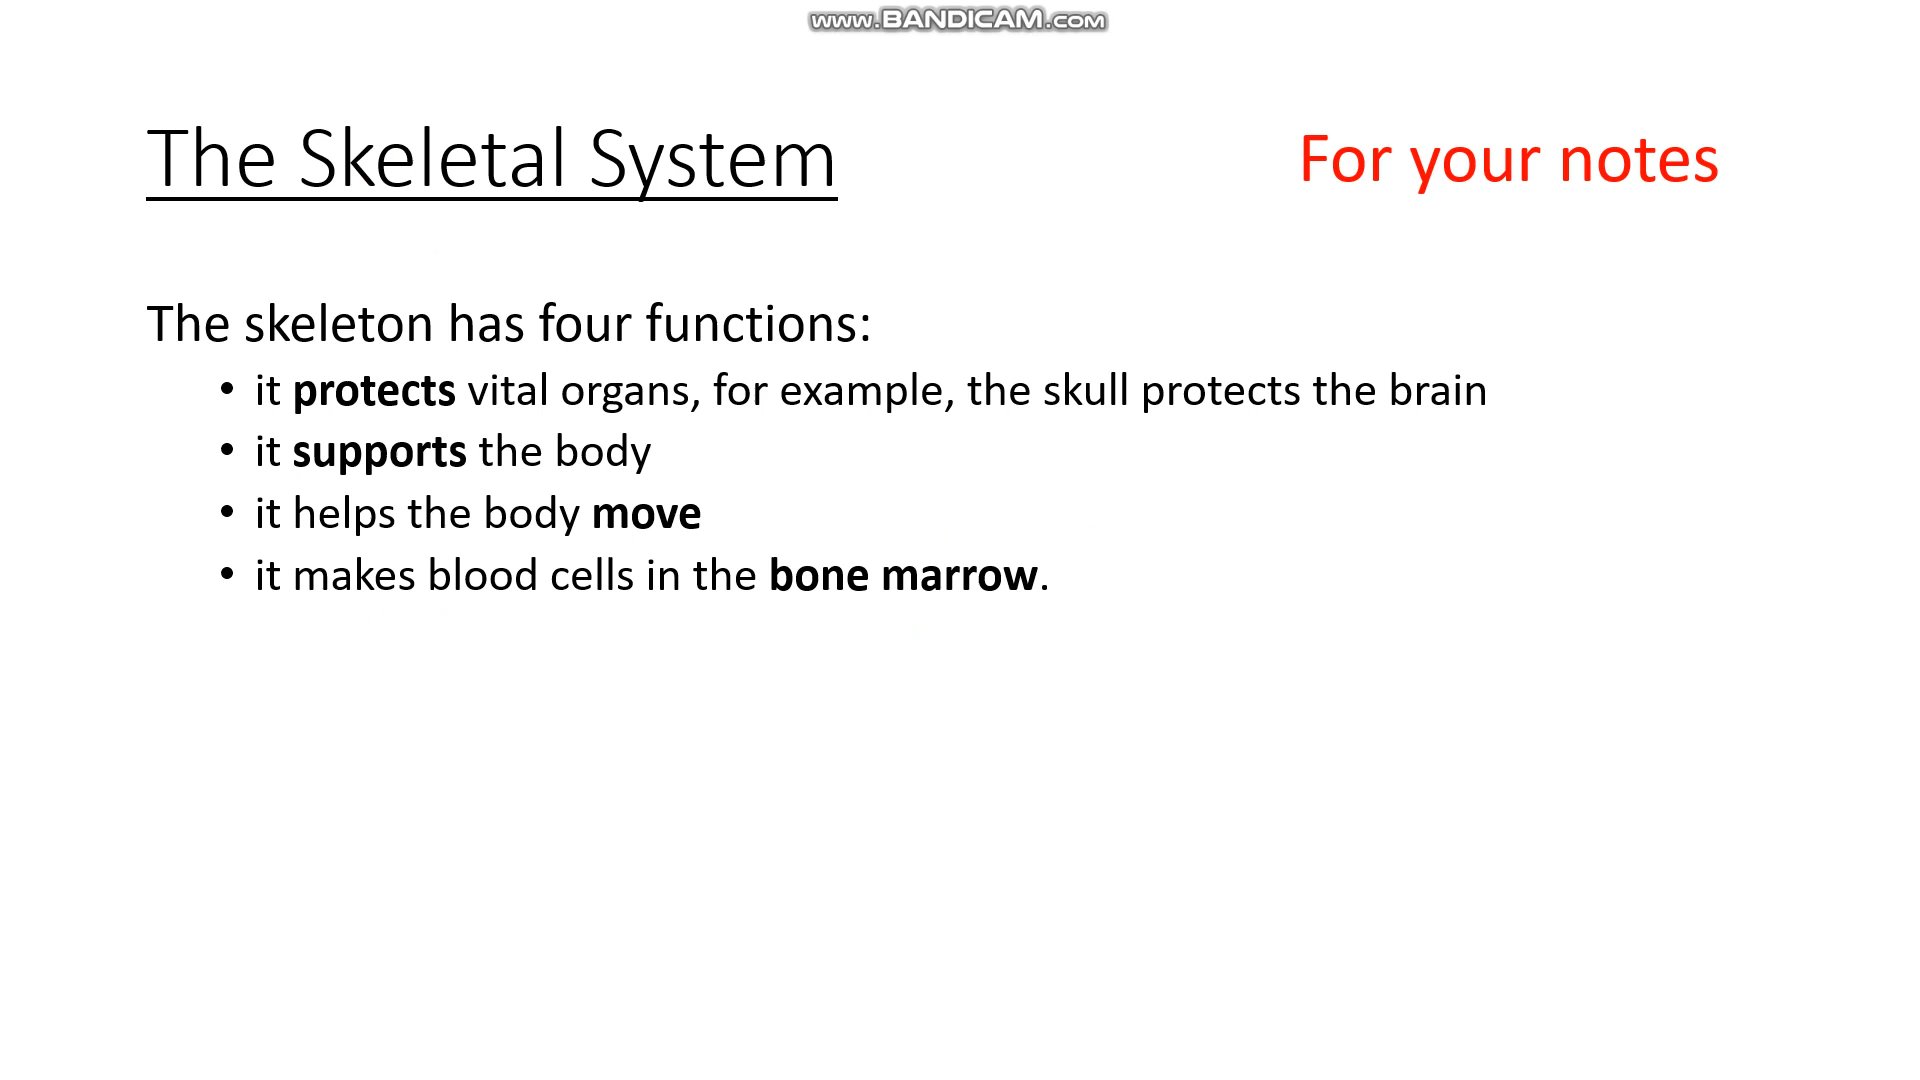 www.BANDICAM.com
The Skeletal System
For your notes
The skeleton has four functions:
• it protects vital organs, for example, the skull protects the brain
• it supports the body
• it helps the body move
• it makes blood cells in the bone marrow.